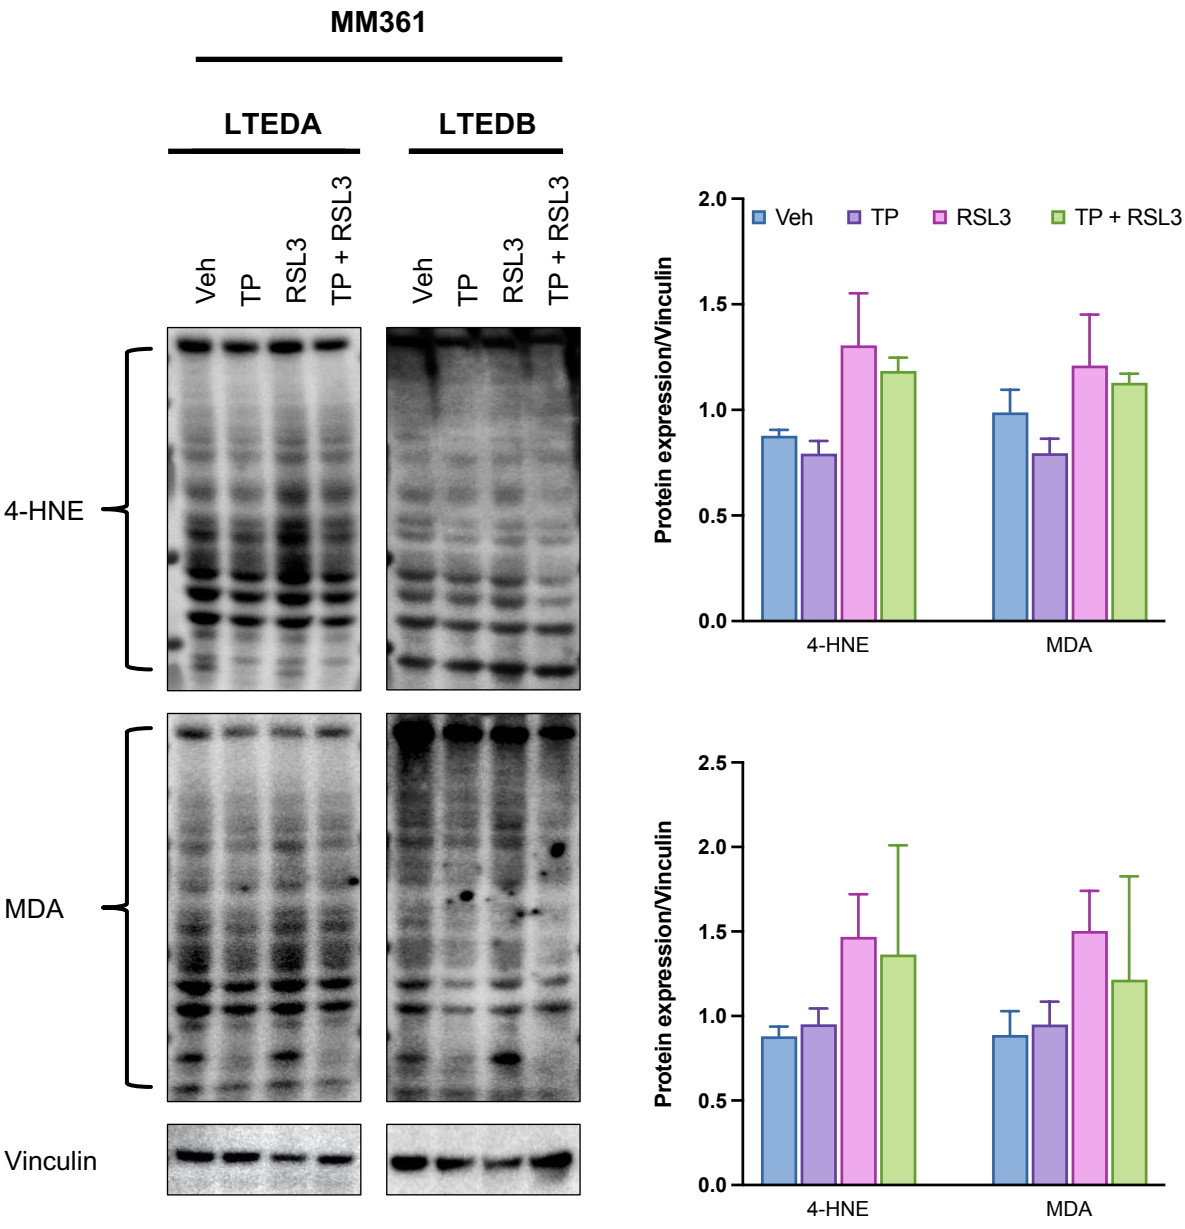 MM361
LTEDA
LTEDB
Veh
TP
RSL3
TP + RSL3
Veh
TP
RSL3
TP + RSL3
4-HNE
MDA
Vinculin
Protein expression/Vinculin
2.0
1.5
1.0
0.5
0.0
Veh TP RSL3 TP + RSL3
4-HNE MDA
Protein expression/Vinculin
2.5
2.0
1.5
1.0
0.5
0.0
4-HNE MDA